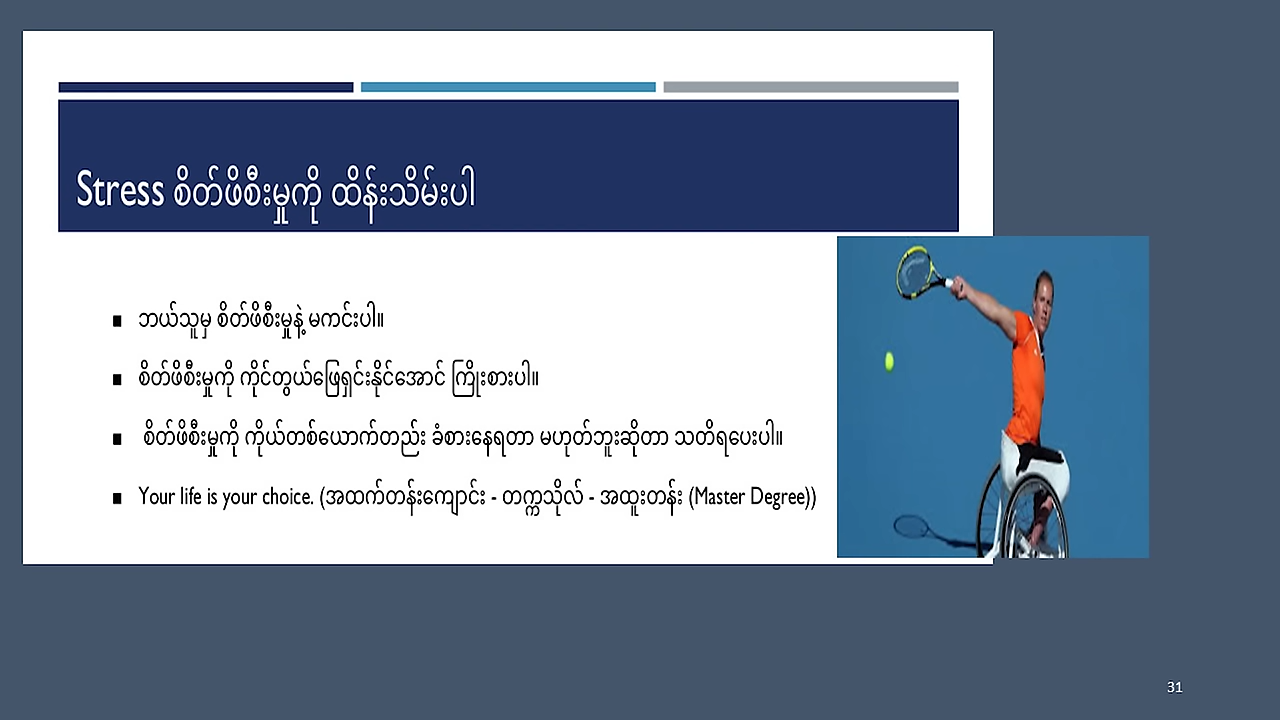 Stress စိတ်ဖိစီးမှုကို ထိန်းသိမ်းပါ
▪ ဘယ်သူမှ စိတ်ဖိစီးမှုနဲ့ မကင်းပါ။
▪ စိတ်ဖိစီးမှုကို ကိုင်တွယ်ဖြေရှင်းနိုင်အောင် ကြိုးစားပါ။
▪ စိတ်ဖိစီးမှုကို ကိုယ်တစ်ယောက်တည်း ခံစားနေရတာ မဟုတ်ဘူးဆိုတာ သတိရပေးပါ။
▪ Your life is your choice. (အထက်တန်းကျောင်း - တက္ကသိုလ် - အထူးတန်း (Master Degree))
31